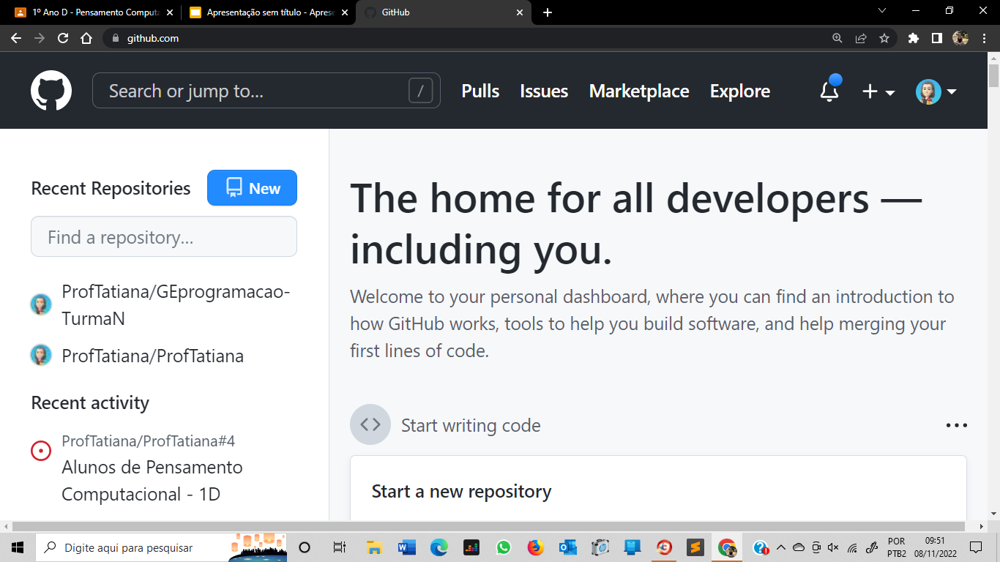 1º Ano D - Pensamento Computa
Apresentação sem título - Aprese
GitHub
github.com
Search or jump to...
/
Pulls
Issues
Marketplace
Explore
Recent Repositories
New
Find a repository...
ProfTatiana/GEprogramacao-
TurmaN
ProfTatiana/ProfTatiana
Recent activity
ProfTatiana/ProfTatiana#4
Alunos de Pensamento
Computacional - 1D
The home for all developers —
including you.
Welcome to your personal dashboard, where you can find an introduction to
how GitHub works, tools to help you build software, and help merging your
first lines of code.
Start writing code
Start a new repository
Digite aqui para pesquisar
POR
PTB2
09:51
08/11/2022